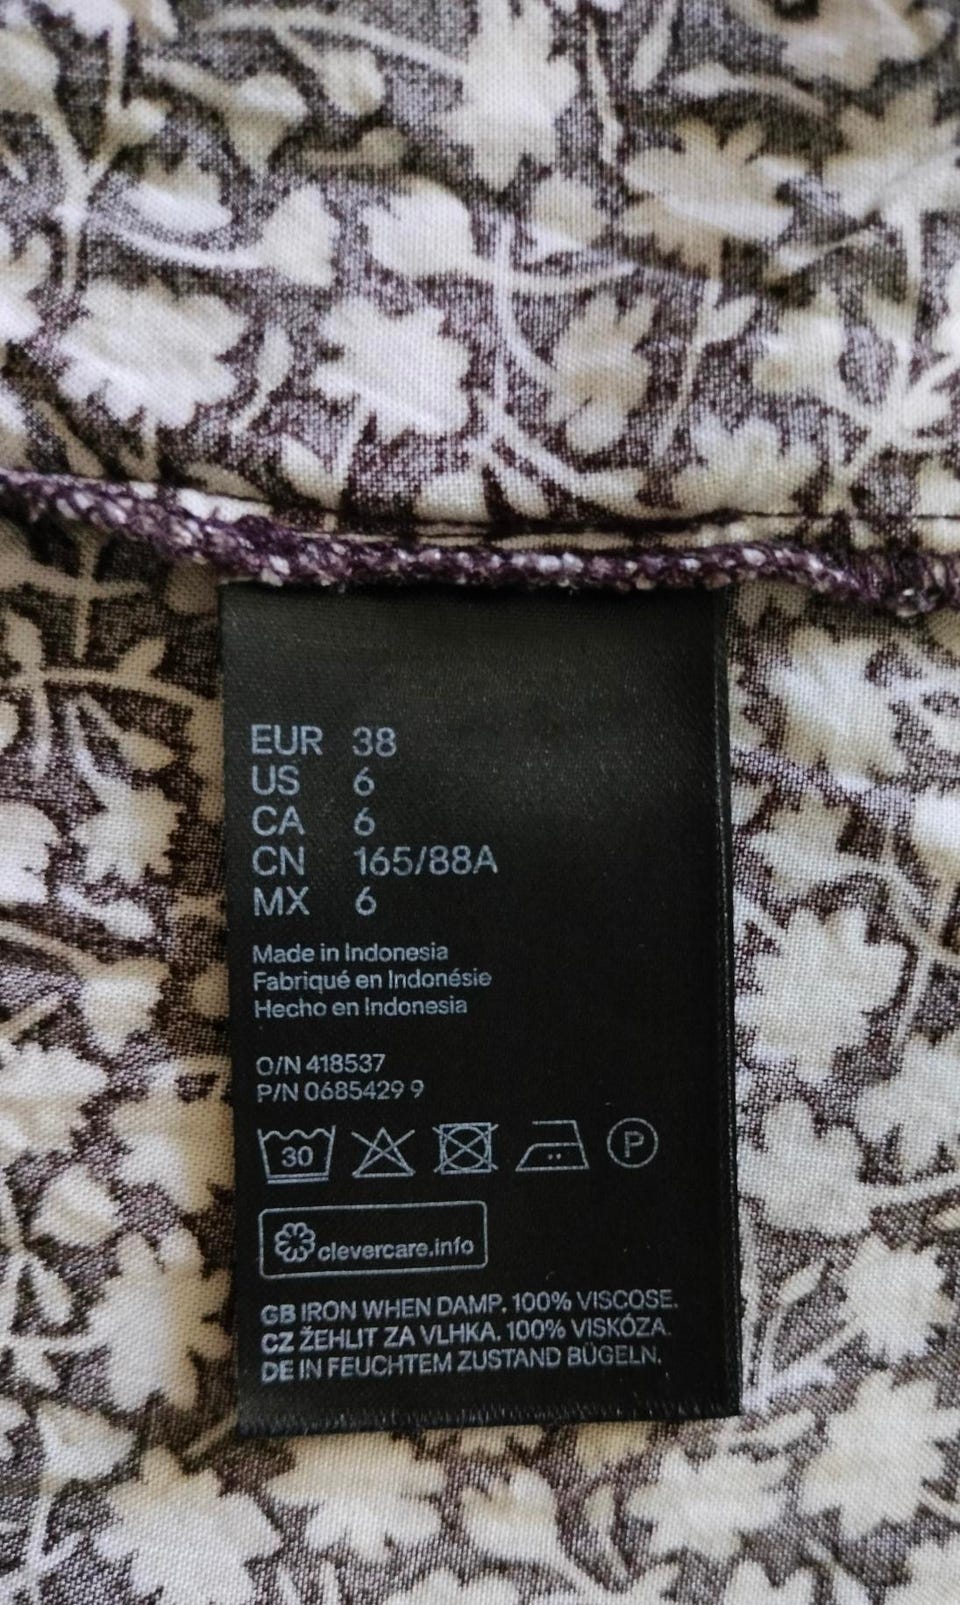 EUR 38
US 6
CA 6
CN 165/88A
MX 6
Made in Indonesia
Fabriqué en Indonésie
Hecho en Indonesia
O/N 418537
P/N 0685429 9
30 P
clevercare.info
GB IRON WHEN DAMP. 100% VISCOSE.
CZ ŽEHLIT ZA VLHKA. 100% VISKÓZA.
DE IN FEUCHTEM ZUSTAND BÜGELN.